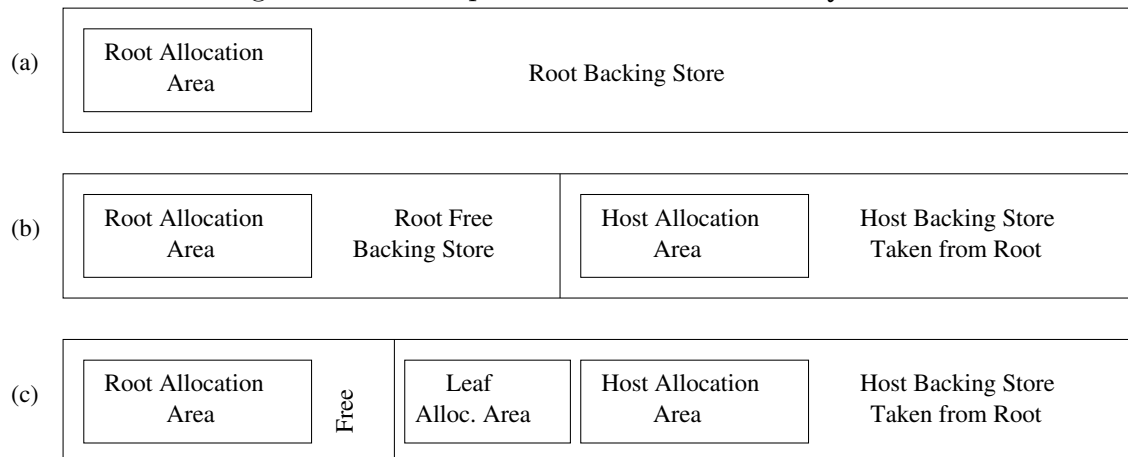 (a)
Root Allocation
Area
Root Backing Store
(b)
Root Allocation
Area
Root Free
Backing Store
Host Allocation
Area
Host Backing Store
Taken from Root
(c)
Root Allocation
Area
Free
Leaf
Alloc. Area
Host Allocation
Area
Host Backing Store
Taken from Root